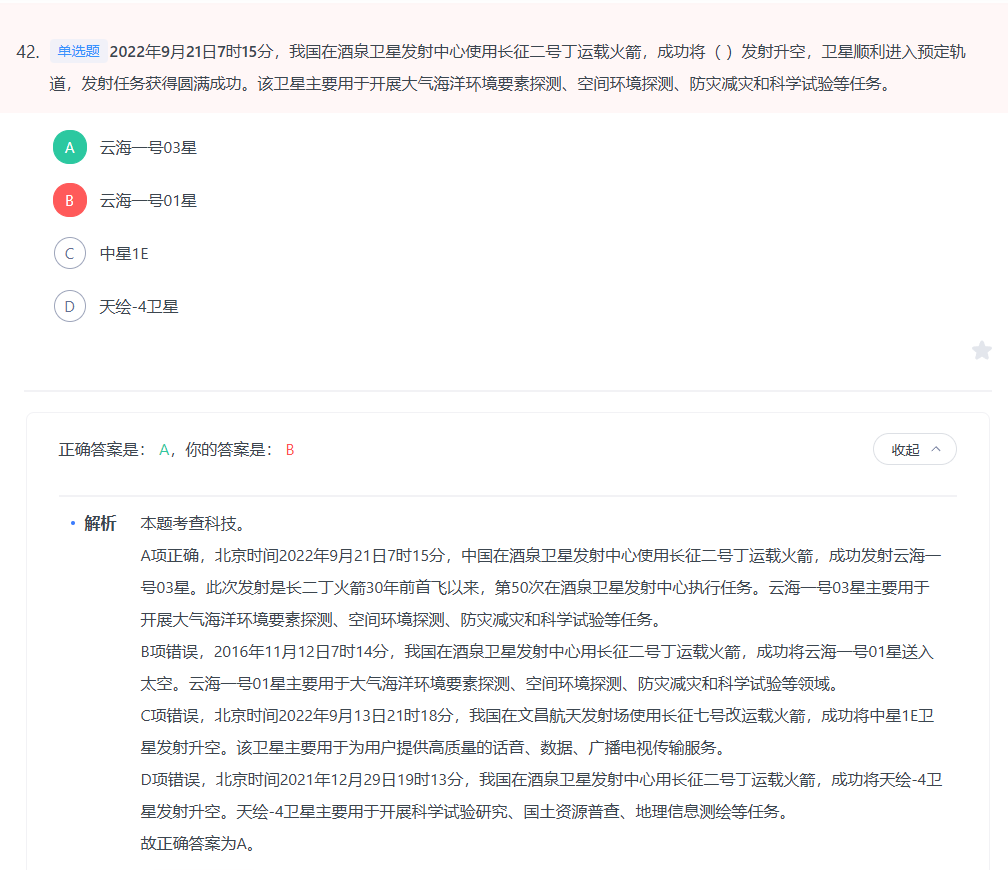 42. 单选题 2022年9月21日7时15分，我国在酒泉卫星发射中心使用长征二号丁运载火箭，成功将（ ）发射升空，卫星顺利进入预定轨
道，发射任务获得圆满成功。该卫星主要用于开展大气海洋环境要素探测、空间环境探测、防灾减灾和科学试验等任务。
A 云海一号03星
B 云海一号01星
C 中星1E
D 天绘-4卫星
正确答案是： A，你的答案是： B
收起
解析 本题考查科技。
A项正确，北京时间2022年9月21日7时15分，中国在酒泉卫星发射中心使用长征二号丁运载火箭，成功发射云海一
号03星。此次发射是长二丁火箭30年前首飞以来，第50次在酒泉卫星发射中心执行任务。云海一号03星主要用于
开展大气海洋环境要素探测、空间环境探测、防灾减灾和科学试验等任务。
B项错误，2016年11月12日7时14分，我国在酒泉卫星发射中心用长征二号丁运载火箭，成功将云海一号01星送入
太空。云海一号01星主要用于大气海洋环境要素探测、空间环境探测、防灾减灾和科学试验等领域。
C项错误，北京时间2022年9月13日21时18分，我国在文昌航天发射场使用长征七号改运载火箭，成功将中星1E卫
星发射升空。该卫星主要用于为用户提供高质量的话音、数据、广播电视传输服务。
D项错误，北京时间2021年12月29日19时13分，我国在酒泉卫星发射中心用长征二号丁运载火箭，成功将天绘-4卫
星发射升空。天绘-4卫星主要用于开展科学试验研究、国土资源普查、地理信息测绘等任务。
故正确答案为A。